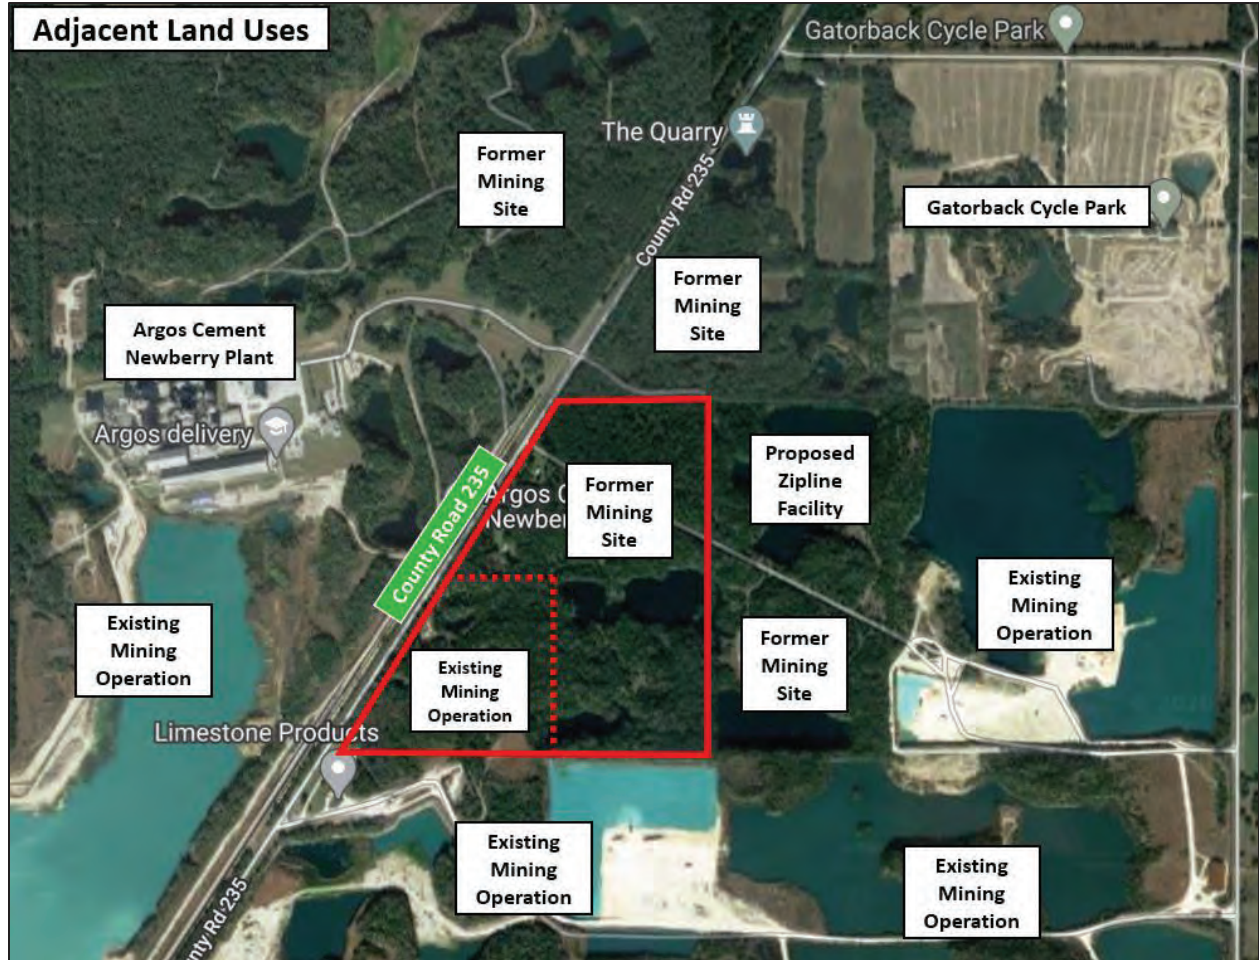 Adjacent Land Uses
Gatorback Cycle Park
The Quarry
Former
Mining
Site
County Rd 235
Gatorback Cycle Park
Former
Mining
Site
Argos Cement
Newberry Plant
Argos delivery
County Road 235
Argos C
Newber
Former
Mining
Site
Proposed
Zipline
Facility
Existing
Mining
Operation
Existing
Mining
Operation
Former
Mining
Site
Existing
Mining
Operation
Limestone Products
Existing
Mining
Operation
Existing
Mining
Operation
unty Rd 235